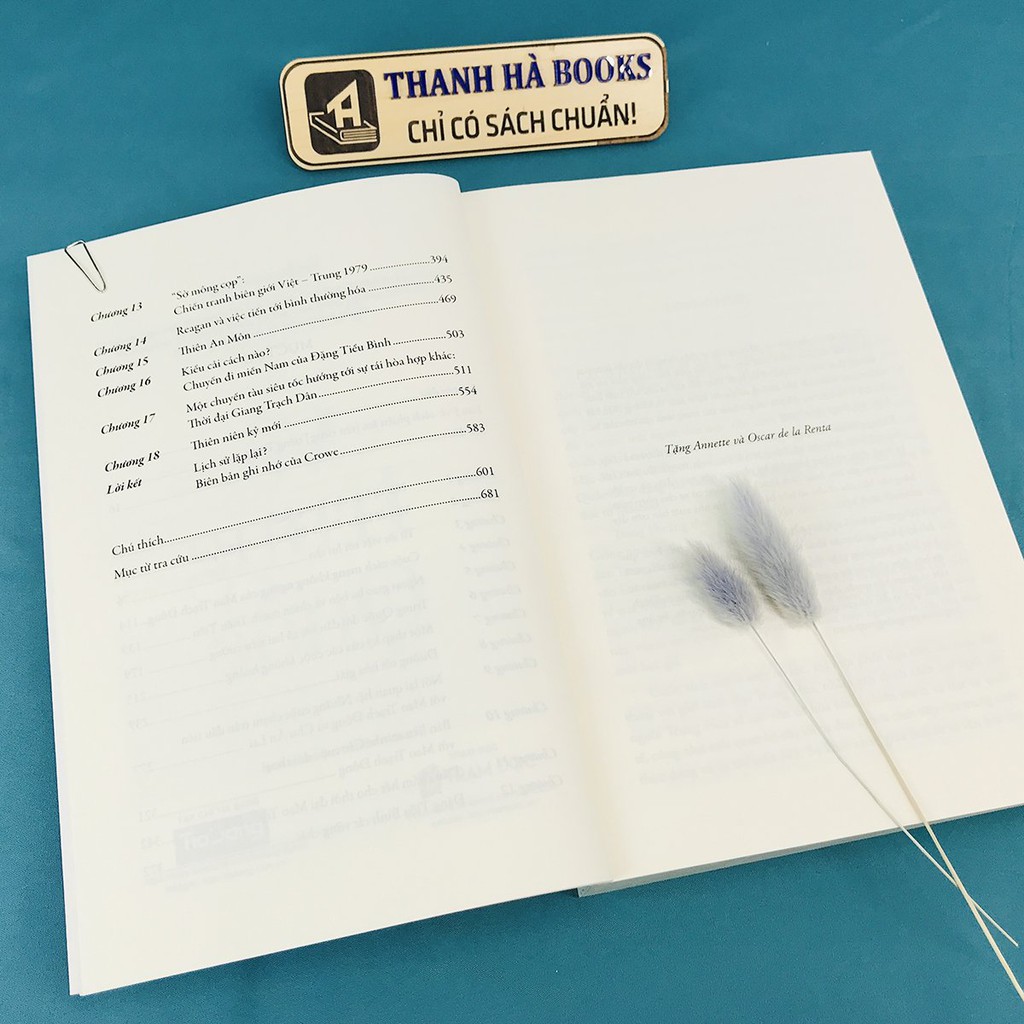 THANH HÀ BOOKS
CHỈ CÓ SÁCH CHUẨN!
Chương 13 "Sờ mông cọp":
Chiến tranh biên giới Việt – Trung 1979 394
Chương 14 Reagan và việc tiến tới bình thường hóa 435
Chương 15 Thiên An Môn 469
Chương 16 Kiểu cải cách nào?
Chuyến đi miền Nam của Đặng Tiểu Bình 503
Chương 17 Một chuyến tàu siêu tốc hướng tới sự tái hòa hợp khác:
Thời đại Giang Trạch Dân 511
Chương 18 Thiên niên kỷ mới 554
Lời kết Lịch sử lặp lại?
Biên bản ghi nhớ của Crowe 583
Chú thích 601
Mục từ tra cứu 681
Tặng Annette và Oscar de la Renta